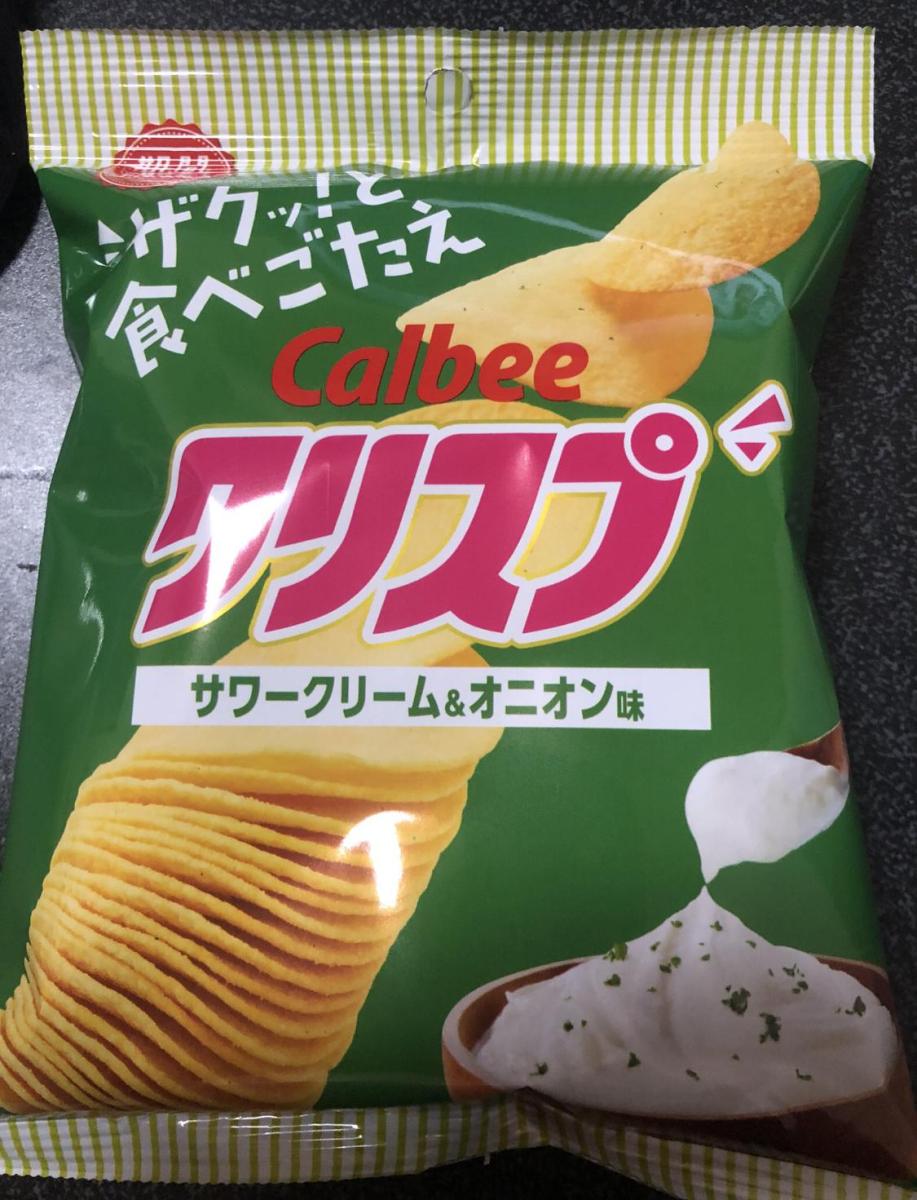 ザクッ!と
食べごたえ
Calbee
クリスプ
サワークリーム&オニオン味